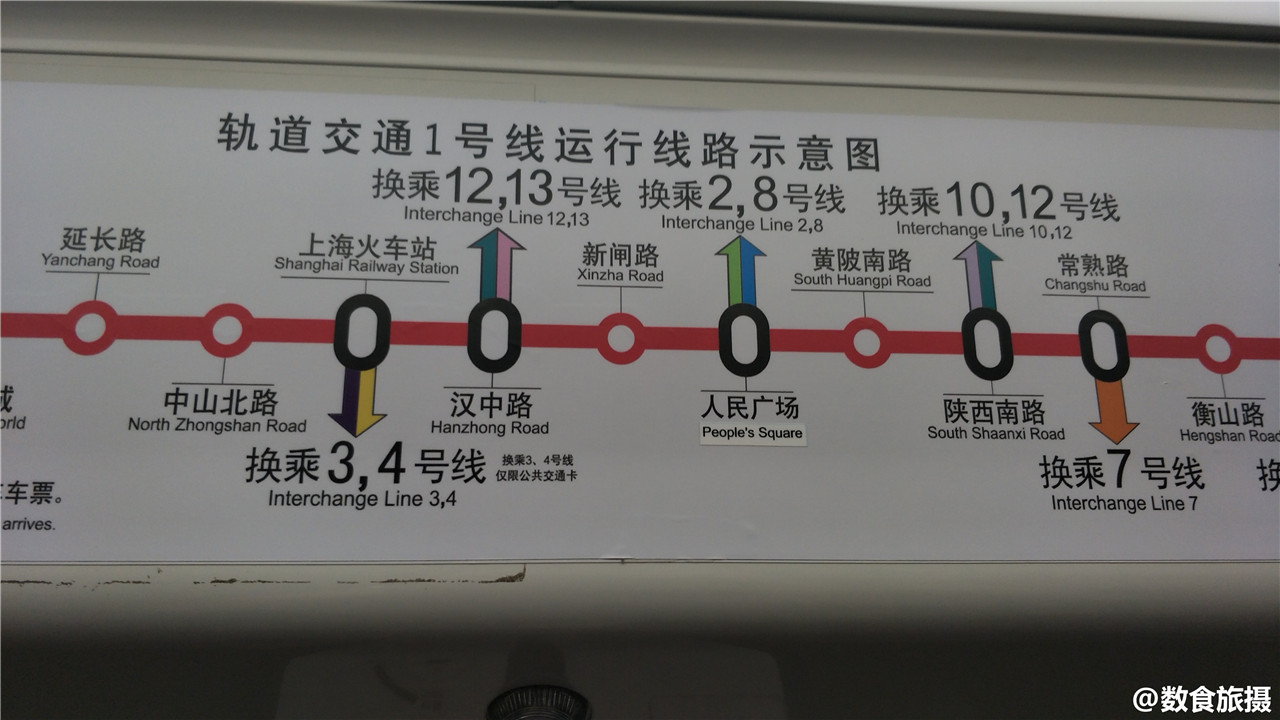 轨道交通1号线运行线路示意图
换乘12,13号线
Interchange Line 12,13
换乘2,8号线
Interchange Line 2,8
换乘10,12号线
Interchange Line 10,12
延长路
Yanchang Road
上海火车站
Shanghai Railway Station
新闸路
Xinzha Road
黄陂南路
South Huangpi Road
常熟路
Changshu Road
中山北路
North Zhongshan Road
汉中路
Hanzhong Road
人民广场
People's Square
陕西南路
South Shaanxi Road
衡山路
Hengshan Road
换乘3,4号线
Interchange Line 3,4
换乘3、4号线
仅限公共交通卡
换乘7号线
Interchange Line 7
车票。
arrives.
@数食旅摄